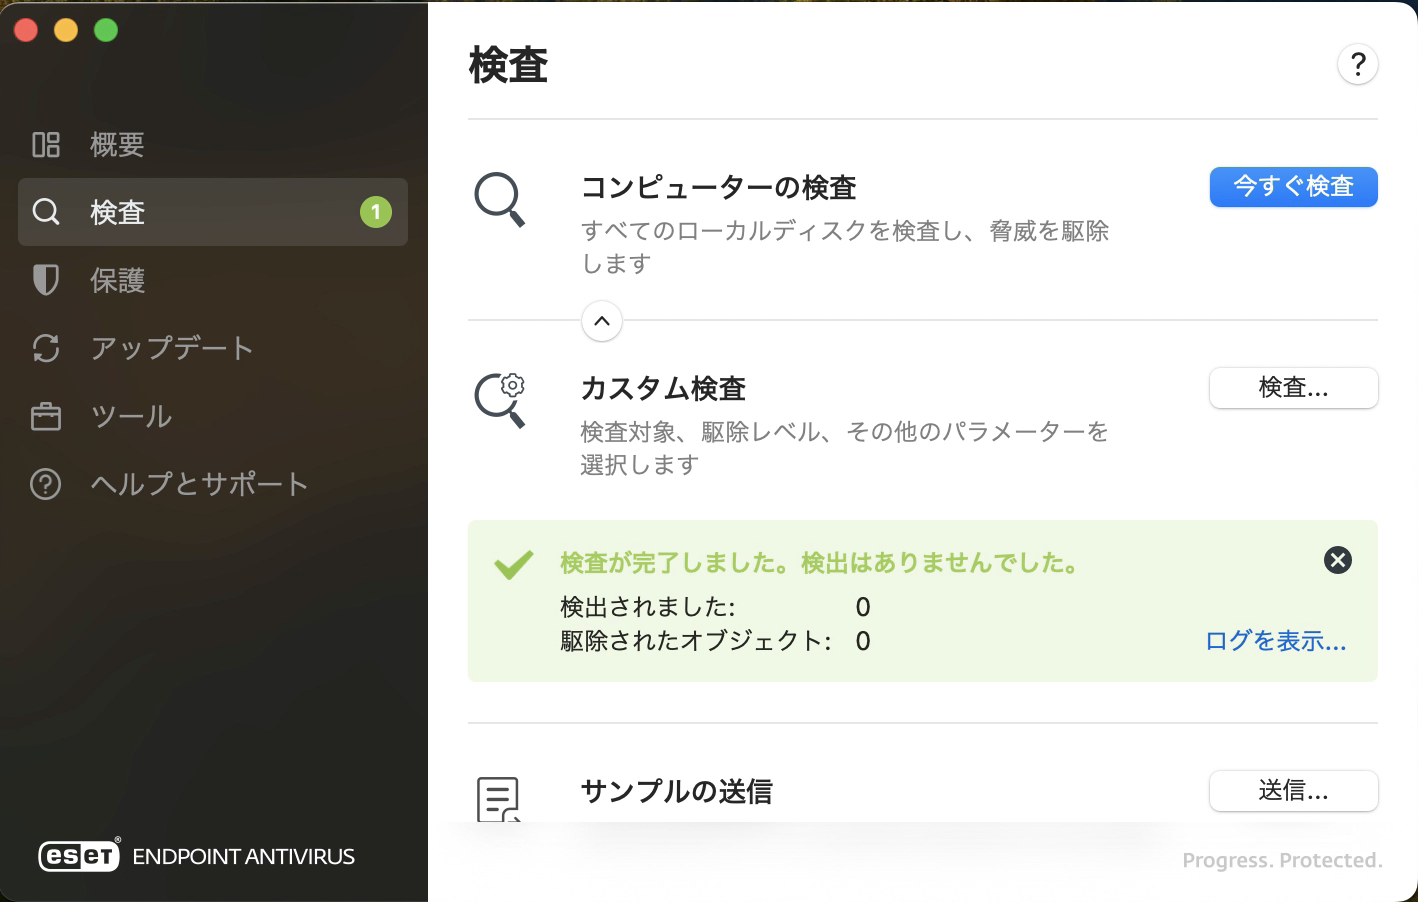 概要
検査
1
保護
アップデート
ツール
ヘルプとサポート
eset® ENDPOINT ANTIVIRUS
検査
?
コンピューターの検査
今すぐ検査
すべてのローカルディスクを検査し、脅威を駆除
します
カスタム検査
検査...
検査対象、駆除レベル、その他のパラメーターを
選択します
検査が完了しました。検出はありませんでした。
検出されました: 0
駆除されたオブジェクト: 0
ログを表示...
サンプルの送信
送信...
Progress. Protected.